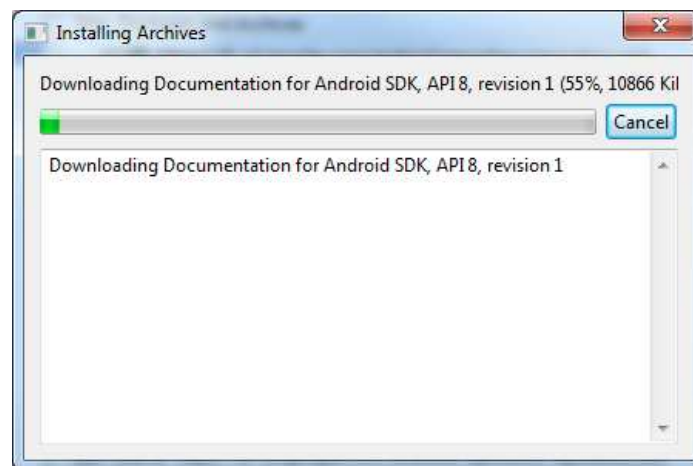 Installing Archives
Downloading Documentation for Android SDK, API 8, revision 1 (55%, 10866 Kil
Cancel
Downloading Documentation for Android SDK, API 8, revision 1